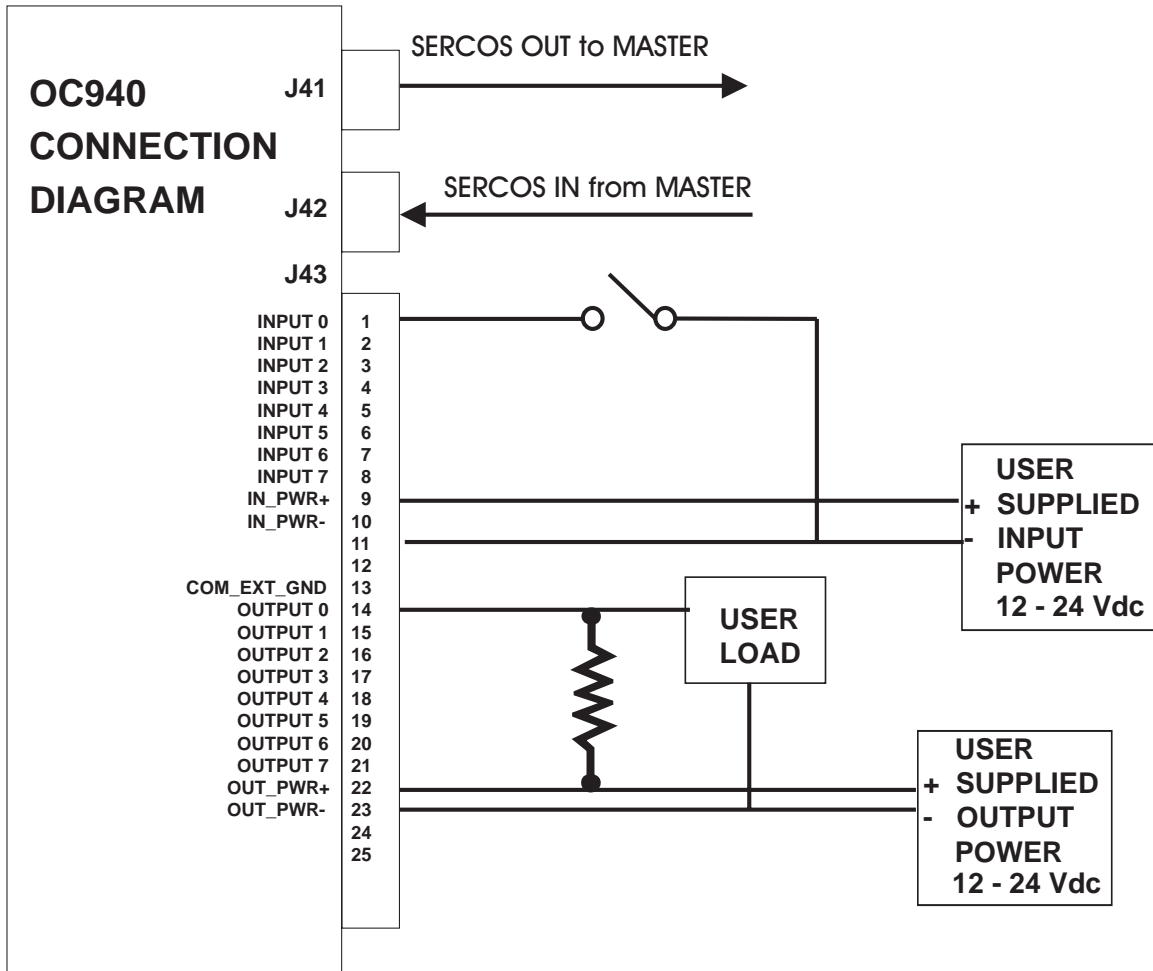 OC940
CONNECTION
DIAGRAM
J41
SERCOS OUT to MASTER
J42
SERCOS IN from MASTER
J43
INPUT 0 1
INPUT 1 2
INPUT 2 3
INPUT 3 4
INPUT 4 5
INPUT 5 6
INPUT 6 7
INPUT 7 8
IN_PWR+ 9
IN_PWR- 10
11
12
COM_EXT_GND 13
OUTPUT 0 14
OUTPUT 1 15
OUTPUT 2 16
OUTPUT 3 17
OUTPUT 4 18
OUTPUT 5 19
OUTPUT 6 20
OUTPUT 7 21
OUT_PWR+ 22
OUT_PWR- 23
24
25
USER
+ SUPPLIED
- INPUT
POWER
12 - 24 Vdc
USER
LOAD
USER
+ SUPPLIED
- OUTPUT
POWER
12 - 24 Vdc